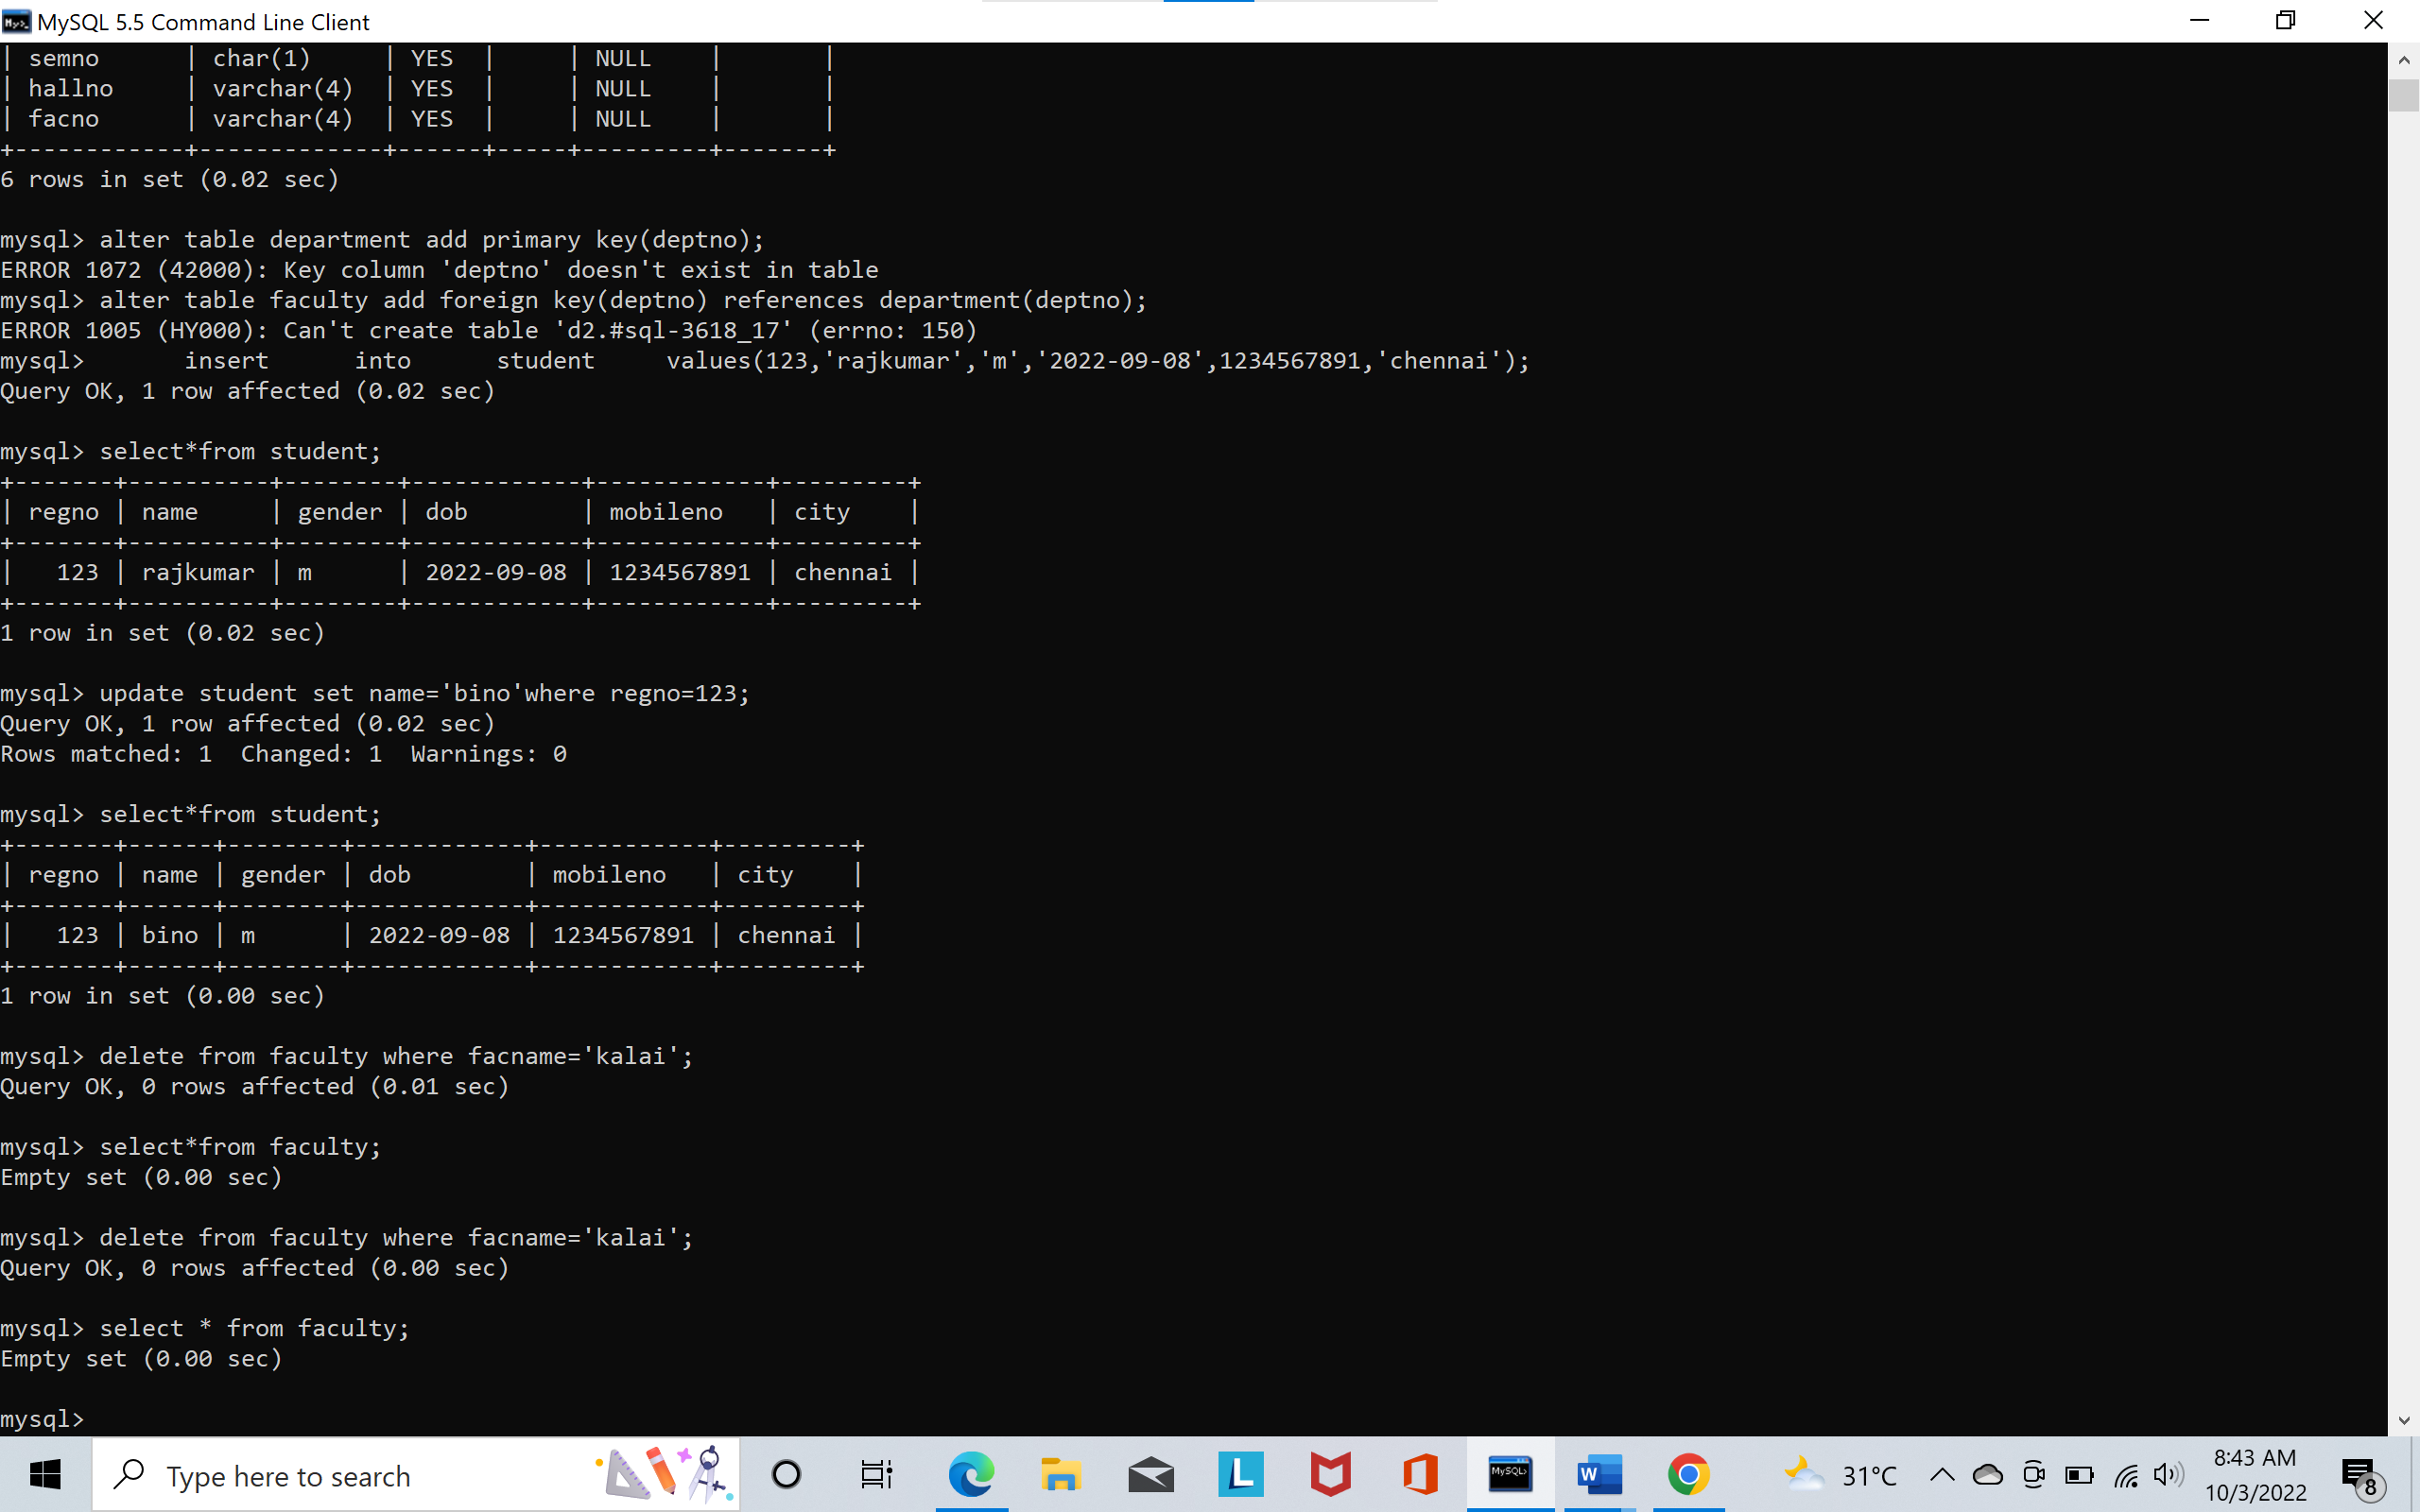 MySQL 5.5 Command Line Client
| semno      | char(1)     | YES  |     | NULL    |       |
| hallno     | varchar(4)  | YES  |     | NULL    |       |
| facno      | varchar(4)  | YES  |     | NULL    |       |
+------------+-------------+------+-----+---------+-------+
6 rows in set (0.02 sec)
mysql> alter table department add primary key(deptno);
ERROR 1072 (42000): Key column 'deptno' doesn't exist in table
mysql> alter table faculty add foreign key(deptno) references department(deptno);
ERROR 1005 (HY000): Can't create table 'd2.#sql-3618_17' (errno: 150)
mysql>       insert      into      student     values(123,'rajkumar','m','2022-09-08',1234567891,'chennai');
Query OK, 1 row affected (0.02 sec)
mysql> select*from student;
+-------+----------+--------+------------+------------+---------+
| regno | name     | gender | dob        | mobileno   | city    |
+-------+----------+--------+------------+------------+---------+
|   123 | rajkumar | m      | 2022-09-08 | 1234567891 | chennai |
+-------+----------+--------+------------+------------+---------+
1 row in set (0.02 sec)
mysql> update student set name='bino'where regno=123;
Query OK, 1 row affected (0.02 sec)
Rows matched: 1  Changed: 1  Warnings: 0
mysql> select*from student;
+-------+------+--------+------------+------------+---------+
| regno | name | gender | dob        | mobileno   | city    |
+-------+------+--------+------------+------------+---------+
|   123 | bino | m      | 2022-09-08 | 1234567891 | chennai |
+-------+------+--------+------------+------------+---------+
1 row in set (0.00 sec)
mysql> delete from faculty where facname='kalai';
Query OK, 0 rows affected (0.01 sec)
mysql> select*from faculty;
Empty set (0.00 sec)
mysql> delete from faculty where facname='kalai';
Query OK, 0 rows affected (0.00 sec)
mysql> select * from faculty;
Empty set (0.00 sec)
mysql>
Type here to search
L
MySQL>
W
31°C
8:43 AM
10/3/2022
8